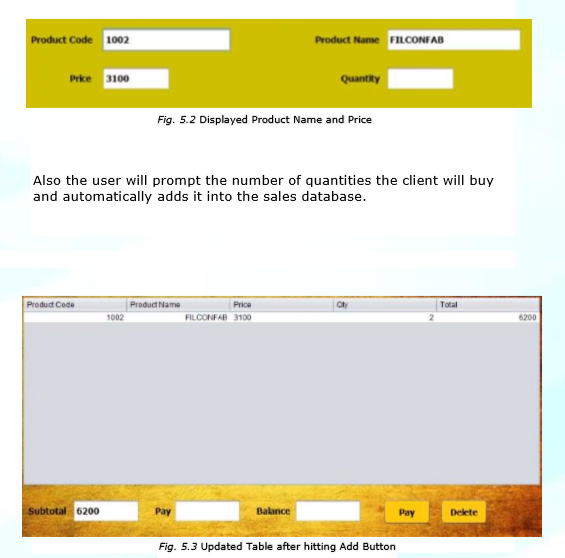 Product Code 1002 Product Name FILCONFAB
Price 3100 Quantity
Fig. 5.2 Displayed Product Name and Price
Also the user will prompt the number of quantities the client will buy
and automatically adds it into the sales database.
Product Code Product Name Price Qty Total
1002 FILCONFAB 3100 2 6200
Subtotal 6200 Pay Balance Pay Delete
Fig. 5.3 Updated Table after hitting Add Button